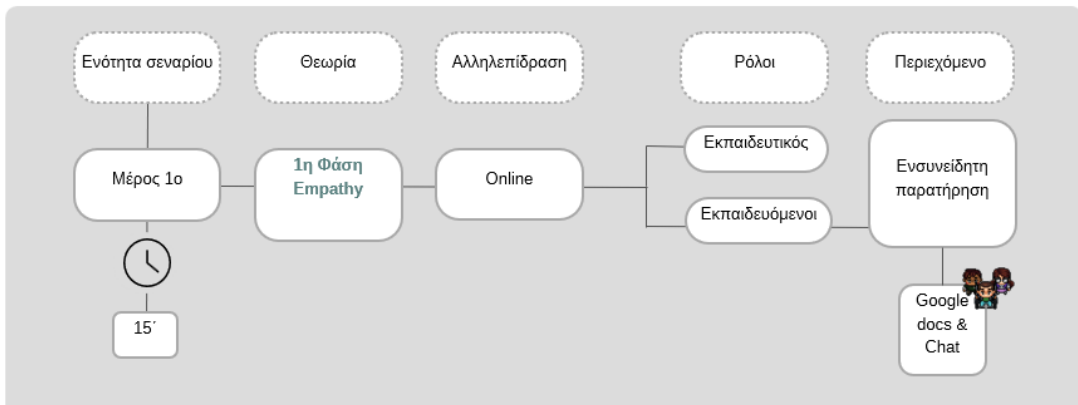 Ενότητα σεναρίου
Θεωρία
Αλληλεπίδραση
Ρόλοι
Περιεχόμενο
Μέρος 1ο
1η Φάση
Empathy
Online
Εκπαιδευτικός
Εκπαιδευόμενοι
Ενσυνείδητη
παρατήρηση
15΄
Google
docs &
Chat